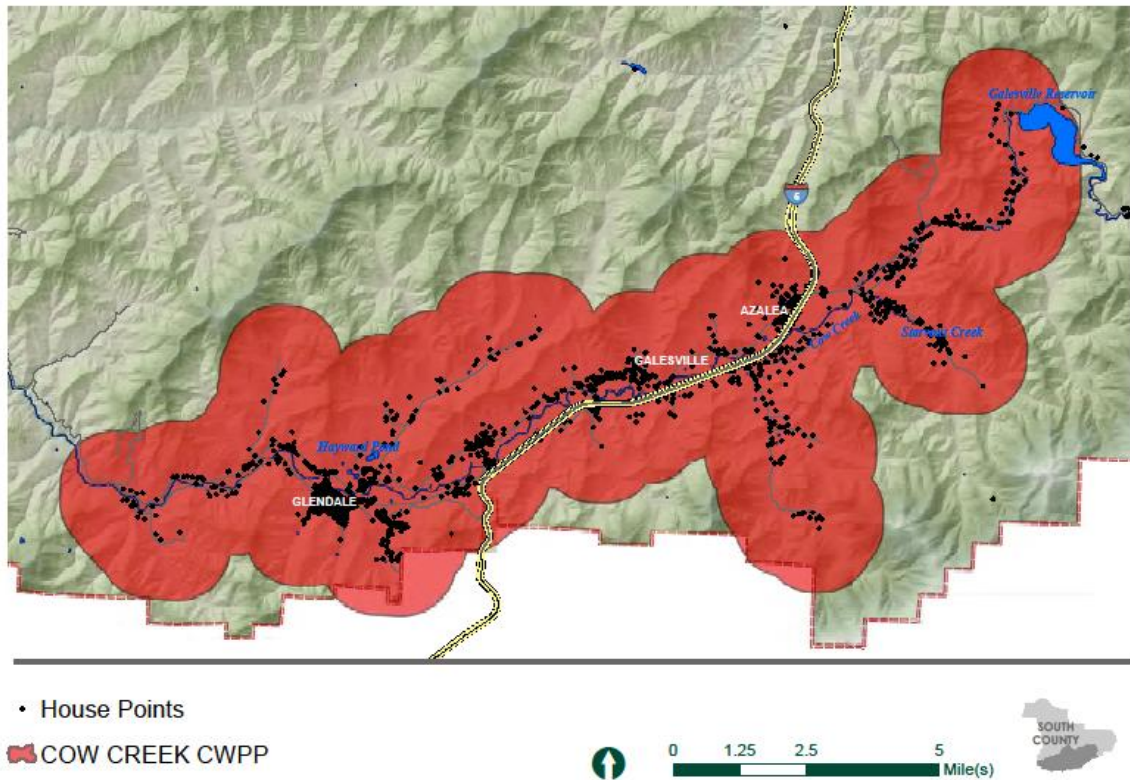 Galesville Reservoir
5
AZALEA
Cow Creek
Starvout Creek
GALESVILLE
Hayward Pond
GLENDALE
• House Points
COW CREEK CWPP
0 1.25 2.5 5
Mile(s)
SOUTH
COUNTY